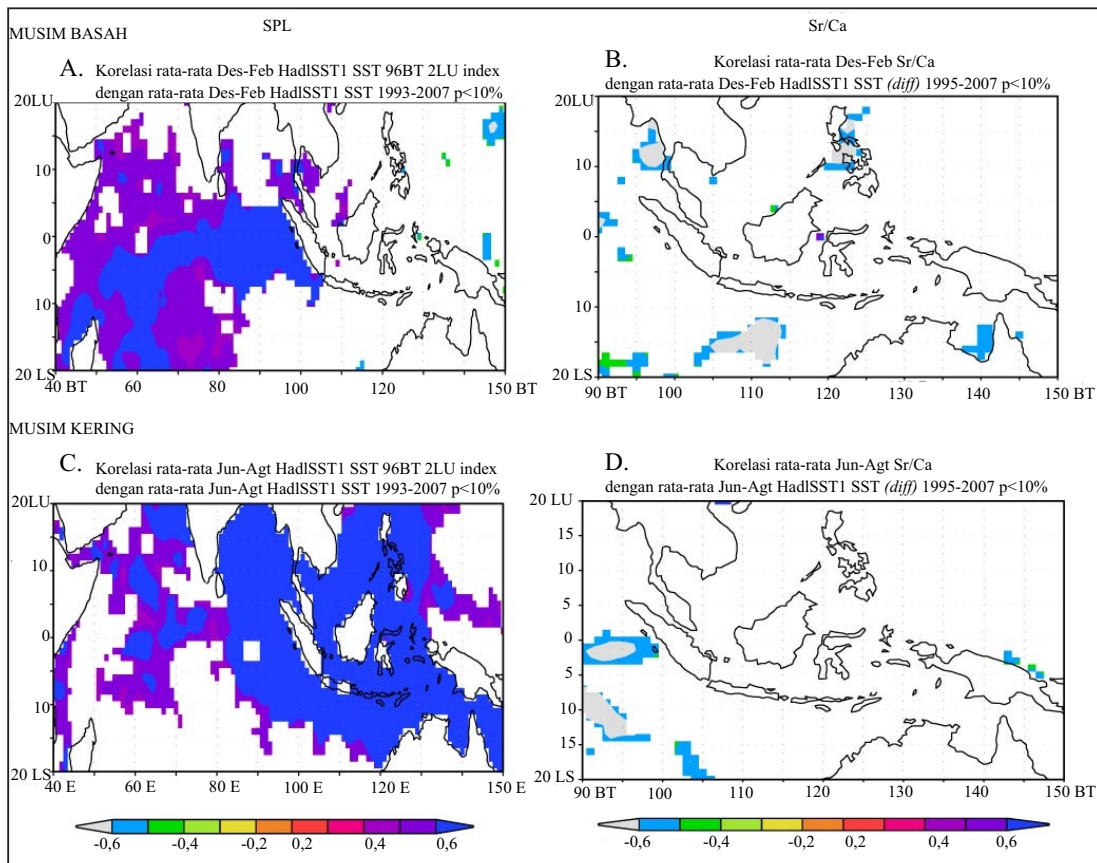 SPL
Sr/Ca
MUSIM BASAH
A. Korelasi rata-rata Des-Feb HadlSST1 SST 96BT 2LU index
dengan rata-rata Des-Feb HadlSST1 SST 1993-2007 p<10%
20LU
10
0
10
20 LS
40 BT
60
80
100
120
150 BT
B. Korelasi rata-rata Des-Feb Sr/Ca
dengan rata-rata Des-Feb HadlSST1 SST (diff) 1995-2007 p<10%
20LU
10
0
10
20 LS
90 BT
100
110
120
130
140
150 BT
MUSIM KERING
C. Korelasi rata-rata Jun-Agt HadlSST1 SST 96BT 2LU index
dengan rata-rata Jun-Agt HadlSST1 SST 1993-2007 p<10%
20LU
10
0
10
20 LS
40 E
60 E
80 E
100 E
120 E
150 E
-0,6
-0,4
-0,2
0,2
0,4
0,6
D. Korelasi rata-rata Jun-Agt Sr/Ca
dengan rata-rata Jun-Agt HadlSST1 SST (diff) 1995-2007 p<10%
20 LU
10
5
0
5
10
15
20 LS
90 BT
100
110
120
130
140
150 BT
-0,6
-0,4
-0,2
0,2
0,4
0,6